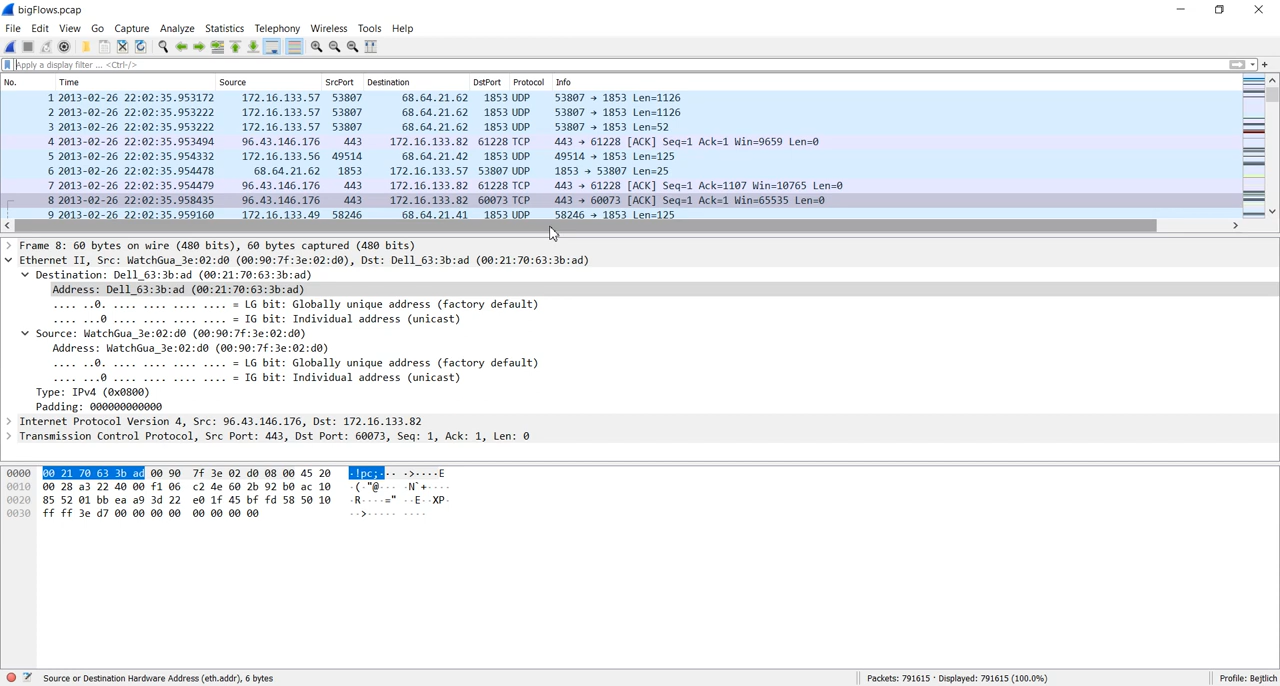 bigFlows.pcap
File Edit View Go Capture Analyze Statistics Telephony Wireless Tools Help
Apply a display filter ... <Ctrl-/>
No. Time Source SrcPort Destination DstPort Protocol Info
1 2013-02-26 22:02:35.953172 172.16.133.57 53807 68.64.21.62 1853 UDP 53807 → 1853 Len=1126
2 2013-02-26 22:02:35.953222 172.16.133.57 53807 68.64.21.62 1853 UDP 53807 → 1853 Len=1126
3 2013-02-26 22:02:35.953222 172.16.133.57 53807 68.64.21.62 1853 UDP 53807 → 1853 Len=52
4 2013-02-26 22:02:35.953494 96.43.146.176 443 172.16.133.82 61228 TCP 443 → 61228 [ACK] Seq=1 Ack=1 Win=9659 Len=0
5 2013-02-26 22:02:35.954332 172.16.133.56 49514 68.64.21.42 1853 UDP 49514 → 1853 Len=125
6 2013-02-26 22:02:35.954478 68.64.21.62 1853 172.16.133.57 53807 UDP 1853 → 53807 Len=25
7 2013-02-26 22:02:35.954479 96.43.146.176 443 172.16.133.82 61228 TCP 443 → 61228 [ACK] Seq=1 Ack=1107 Win=10765 Len=0
8 2013-02-26 22:02:35.958435 96.43.146.176 443 172.16.133.82 60073 TCP 443 → 60073 [ACK] Seq=1 Ack=1 Win=65535 Len=0
9 2013-02-26 22:02:35.959160 172.16.133.49 58246 68.64.21.41 1853 UDP 58246 → 1853 Len=125
Frame 8: 60 bytes on wire (480 bits), 60 bytes captured (480 bits)
Ethernet II, Src: WatchGua_3e:02:d0 (00:90:7f:3e:02:d0), Dst: Dell_63:3b:ad (00:21:70:63:3b:ad)
Destination: Dell_63:3b:ad (00:21:70:63:3b:ad)
Address: Dell_63:3b:ad (00:21:70:63:3b:ad)
.... ..0. .... .... .... .... = LG bit: Globally unique address (factory default)
.... ...0 .... .... .... .... = IG bit: Individual address (unicast)
Source: WatchGua_3e:02:d0 (00:90:7f:3e:02:d0)
Address: WatchGua_3e:02:d0 (00:90:7f:3e:02:d0)
.... ..0. .... .... .... .... = LG bit: Globally unique address (factory default)
.... ...0 .... .... .... .... = IG bit: Individual address (unicast)
Type: IPv4 (0x0800)
Padding: 000000000000
Internet Protocol Version 4, Src: 96.43.146.176, Dst: 172.16.133.82
Transmission Control Protocol, Src Port: 443, Dst Port: 60073, Seq: 1, Ack: 1, Len: 0
0000 00 21 70 63 3b ad 00 90 7f 3e 02 d0 08 00 45 20 ·!pc;··· ·>····E
0010 00 28 a3 22 40 00 f1 06 c2 4e 60 2b 92 b0 ac 10 ·(·"@··· ·N`+····
0020 85 52 01 bb ea a9 3d 22 e0 1f 45 bf fd 58 50 10 ·R····=" ··E··XP·
0030 ff ff 3e d7 00 00 00 00 00 00 00 00 ··>····· ····
Source or Destination Hardware Address (eth.addr), 6 bytes Packets: 791615 · Displayed: 791615 (100.0%) Profile: Bejtlich